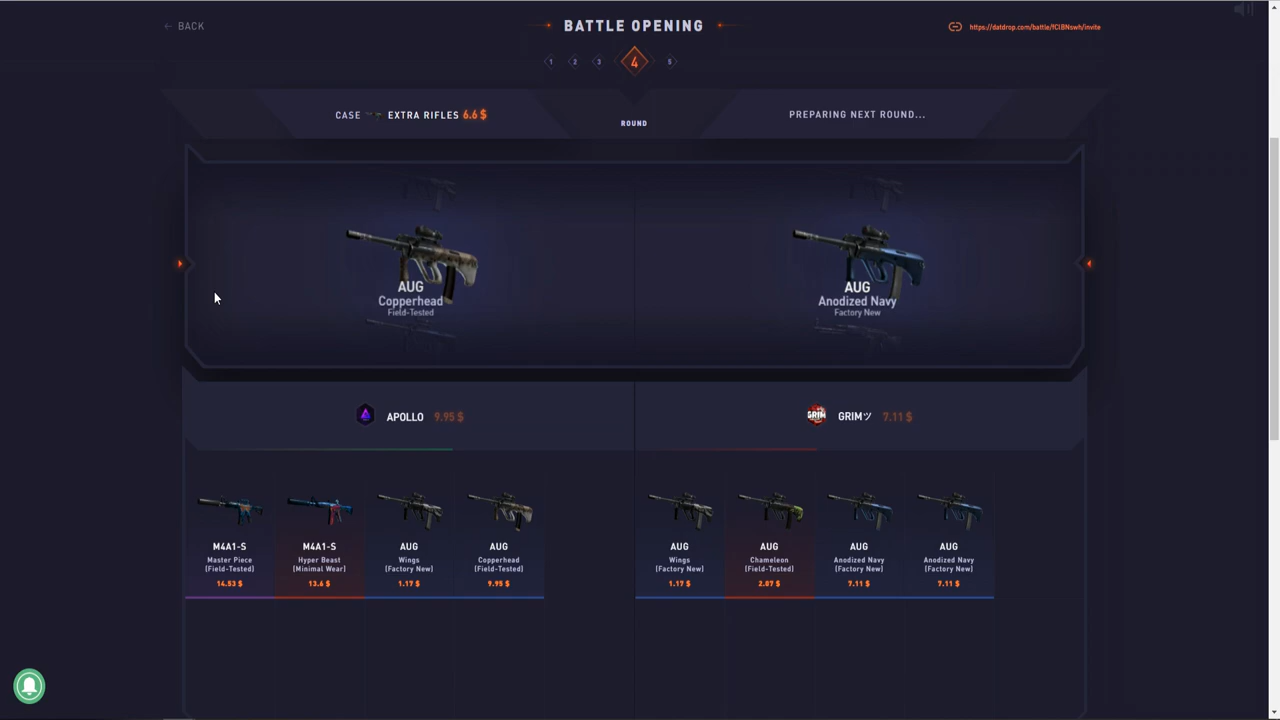 ← BACK
BATTLE OPENING
https://datdrop.com/battle/fClBNswh/invite
1 2 3 4 5
CASE EXTRA RIFLES 6.6 $
ROUND
PREPARING NEXT ROUND...
AUG
Copperhead
Field-Tested
AUG
Anodized Navy
Factory New
APOLLO 9.95 $
GRIM
GRIMツ 7.11 $
M4A1-S
Master Piece
(Field-Tested)
14.53 $
M4A1-S
Hyper Beast
(Minimal Wear)
13.6 $
AUG
Wings
(Factory New)
1.17 $
AUG
Copperhead
(Field-Tested)
9.95 $
AUG
Wings
(Factory New)
1.17 $
AUG
Chameleon
(Field-Tested)
2.07 $
AUG
Anodized Navy
(Factory New)
7.11 $
AUG
Anodized Navy
(Factory New)
7.11 $